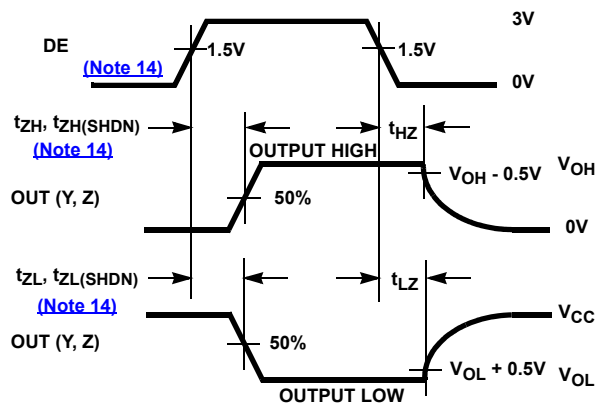 3V
DE
1.5V
1.5V
(Note 14)
0V
tZH, tZH(SHDN)
tHZ
(Note 14)
OUTPUT HIGH
VOH - 0.5V
VOH
OUT (Y, Z)
50%
0V
tZL, tZL(SHDN)
tLZ
(Note 14)
VCC
OUT (Y, Z)
50%
VOL + 0.5V
VOL
OUTPUT LOW